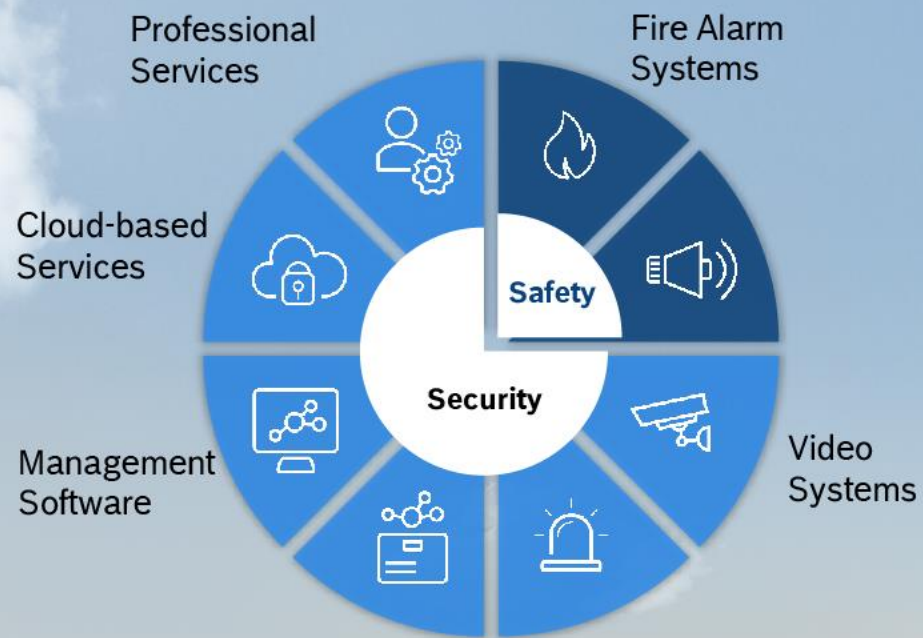 Professional
Services
Fire Alarm
Systems
Cloud-based
Services
Safety
Security
Management
Software
Video
Systems